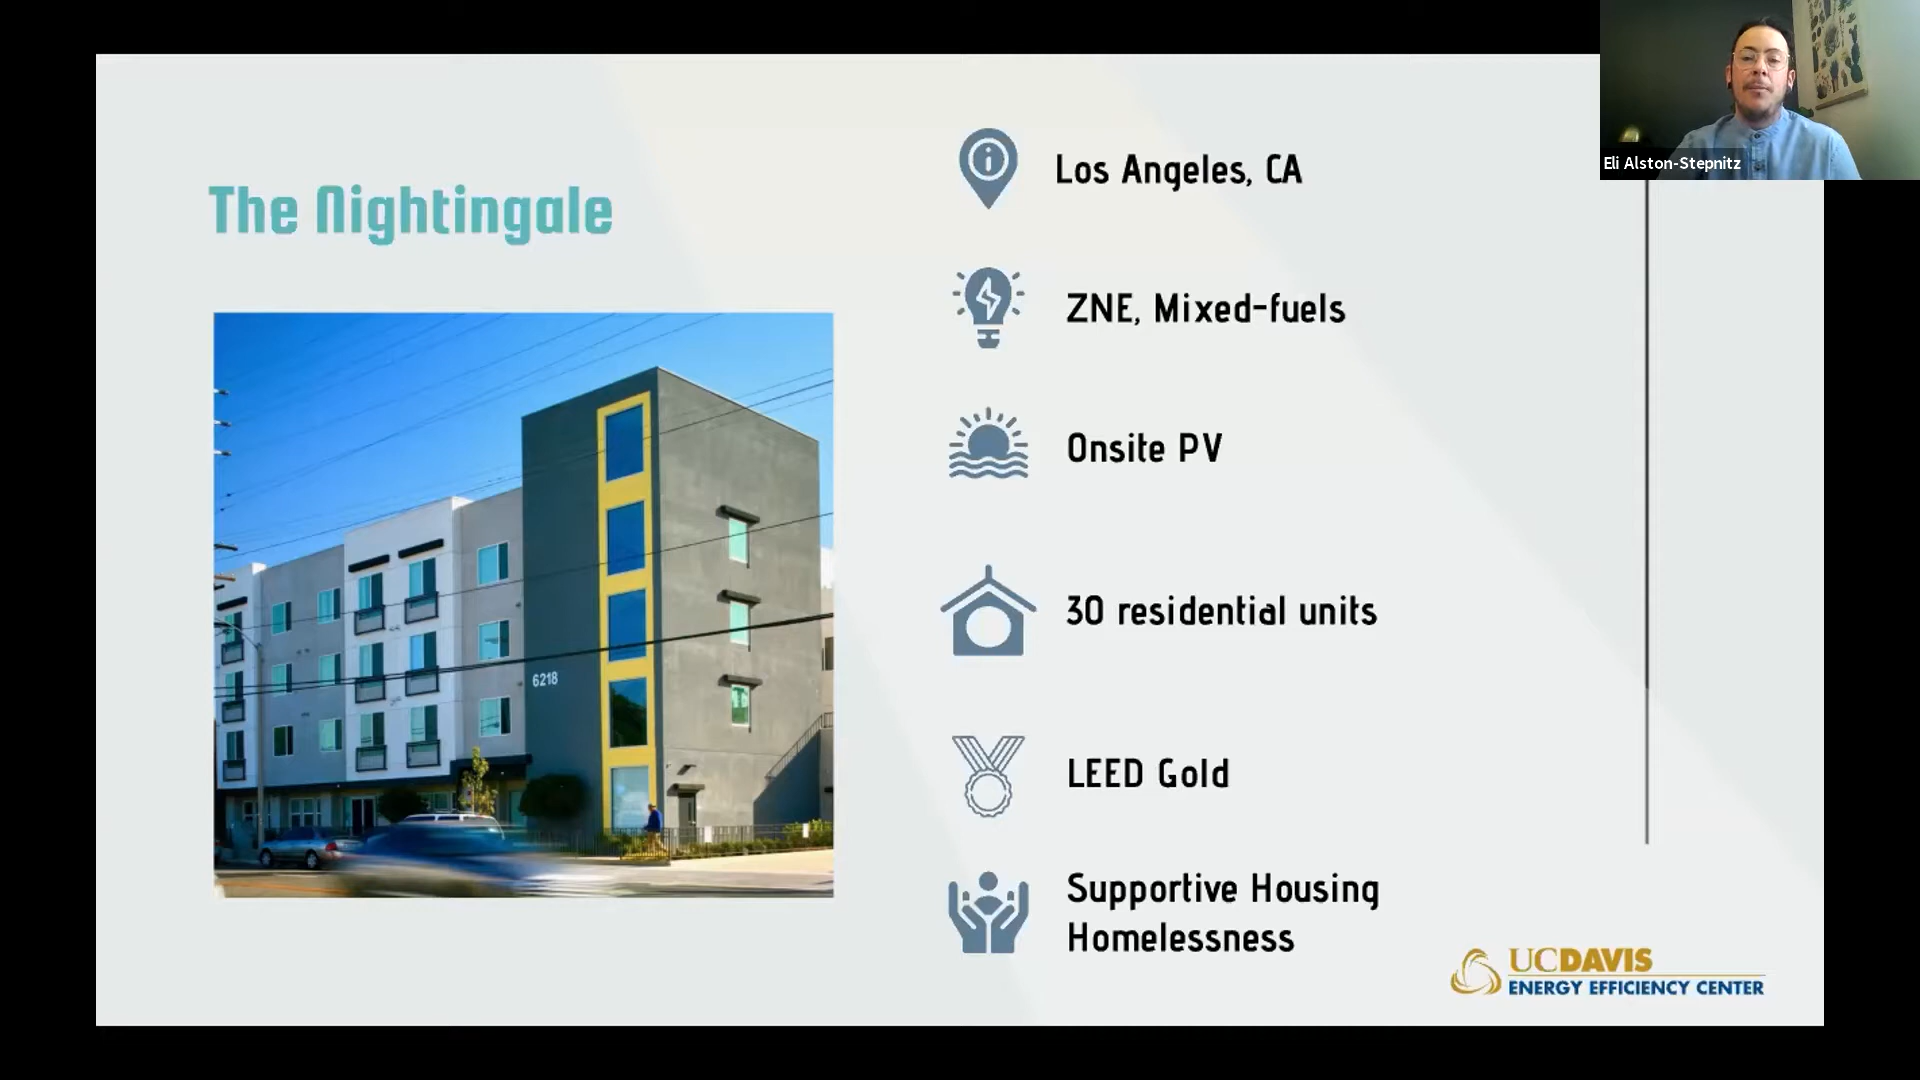 Eli Alston-Stepnitz
The Nightingale
6218
Los Angeles, CA
ZNE, Mixed-fuels
Onsite PV
30 residential units
LEED Gold
Supportive Housing
Homelessness
UCDAVIS
ENERGY EFFICIENCY CENTER